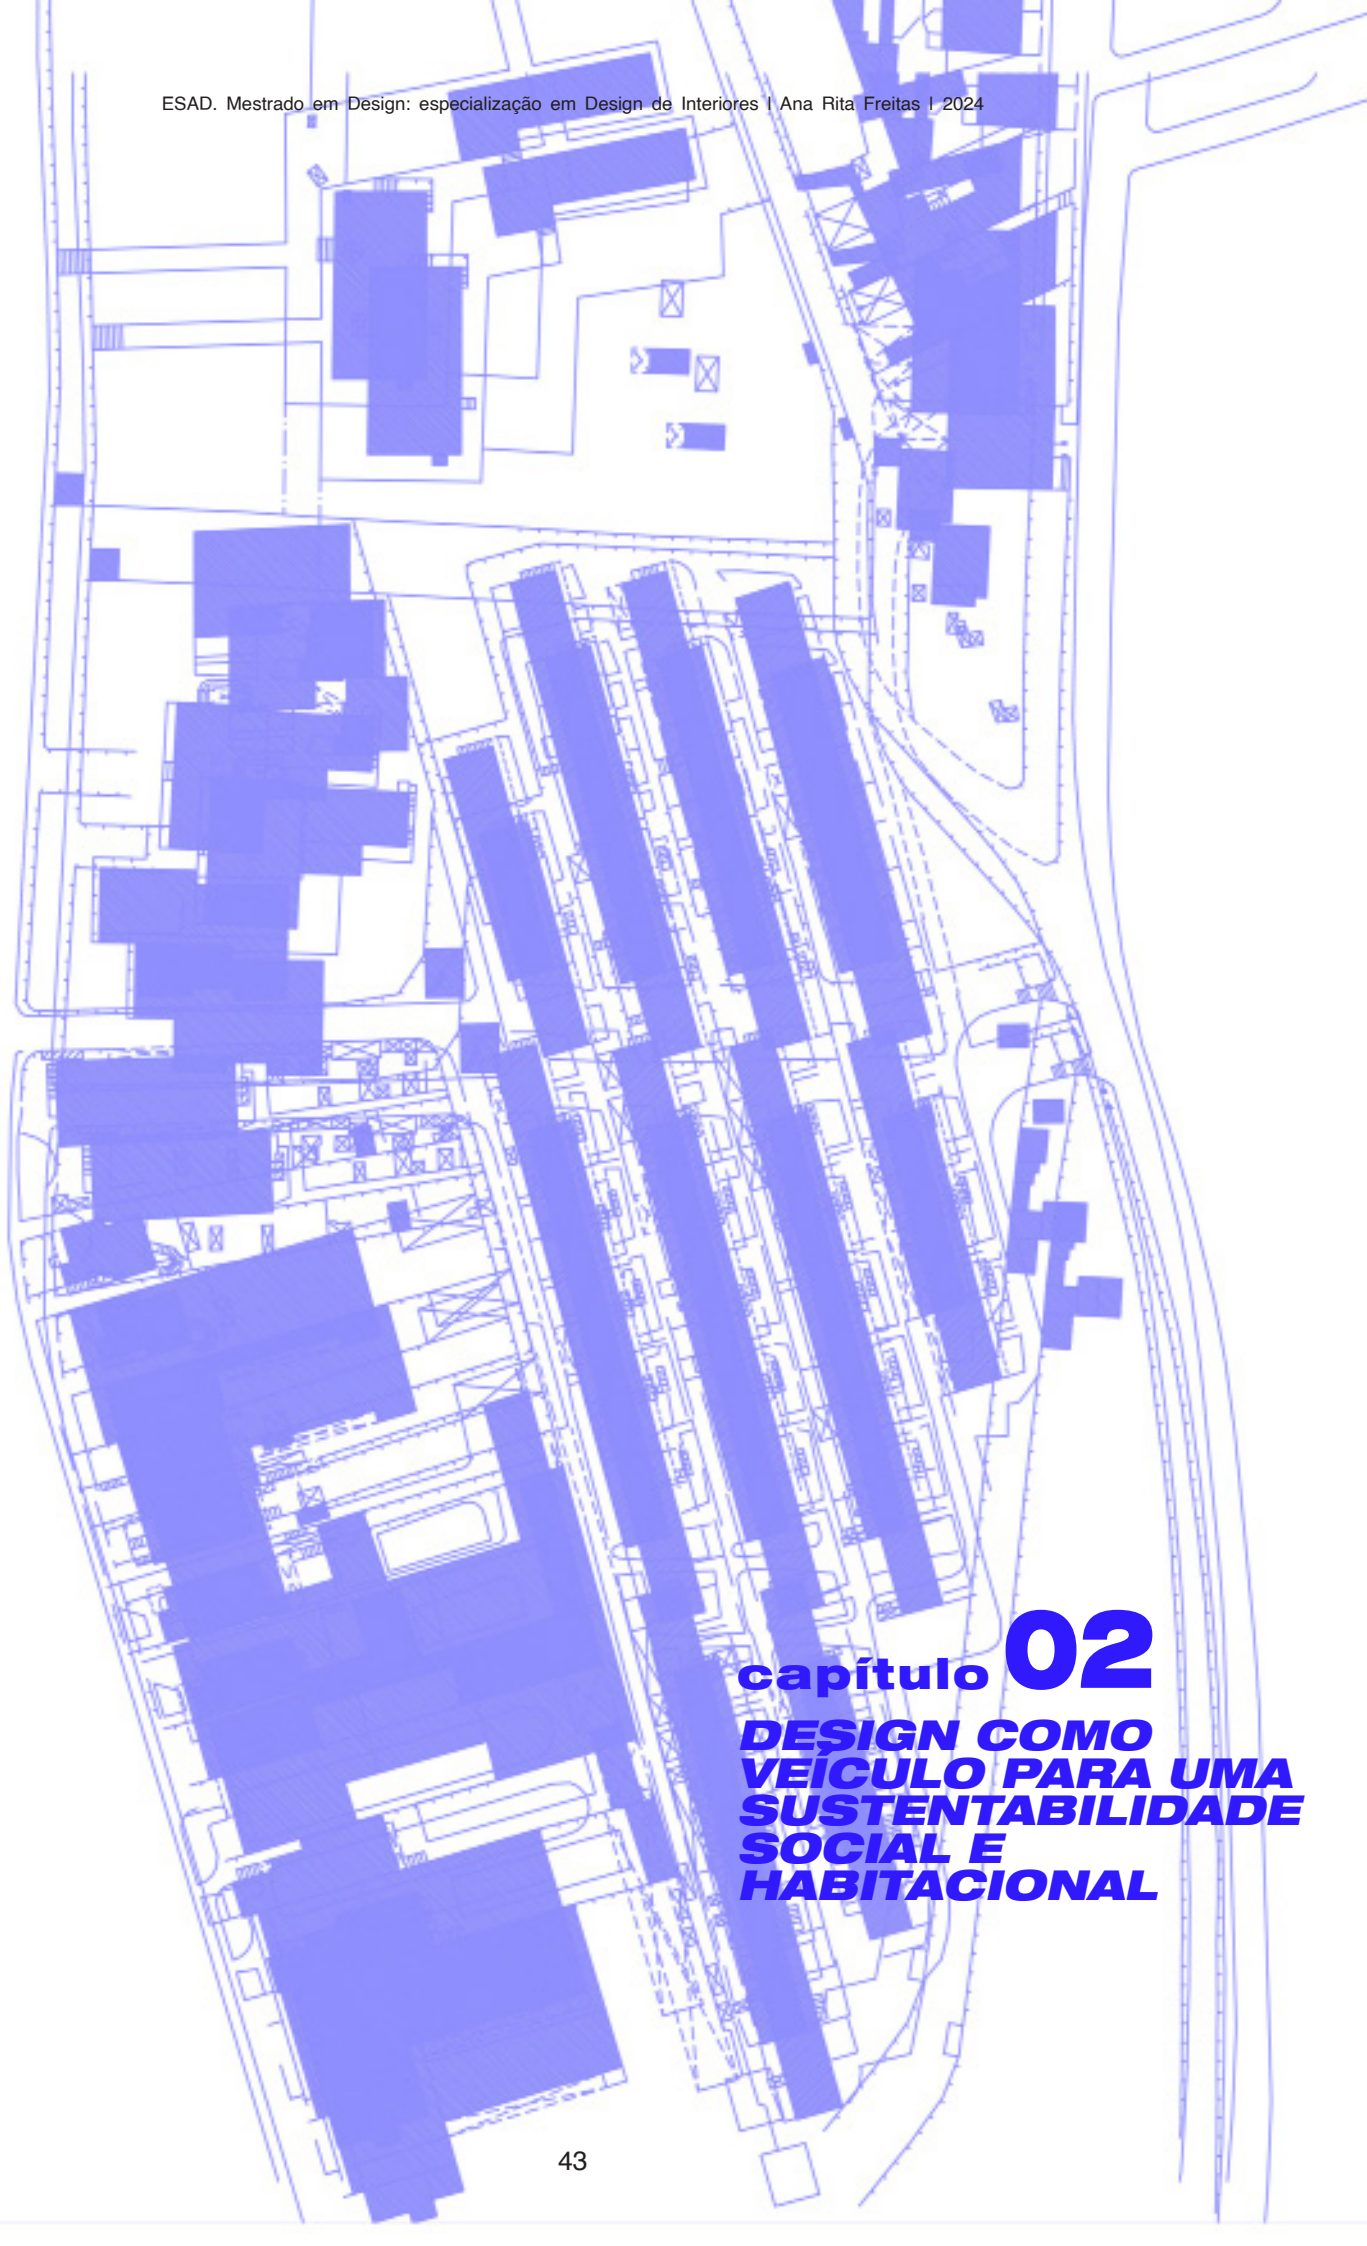 ESAD. Mestrado em Design: especialização em Design de Interiores | Ana Rita Freitas | 2024
capítulo 02
DESIGN COMO
VEÍCULO PARA UMA
SUSTENTABILIDADE
SOCIAL E
HABITACIONAL
43